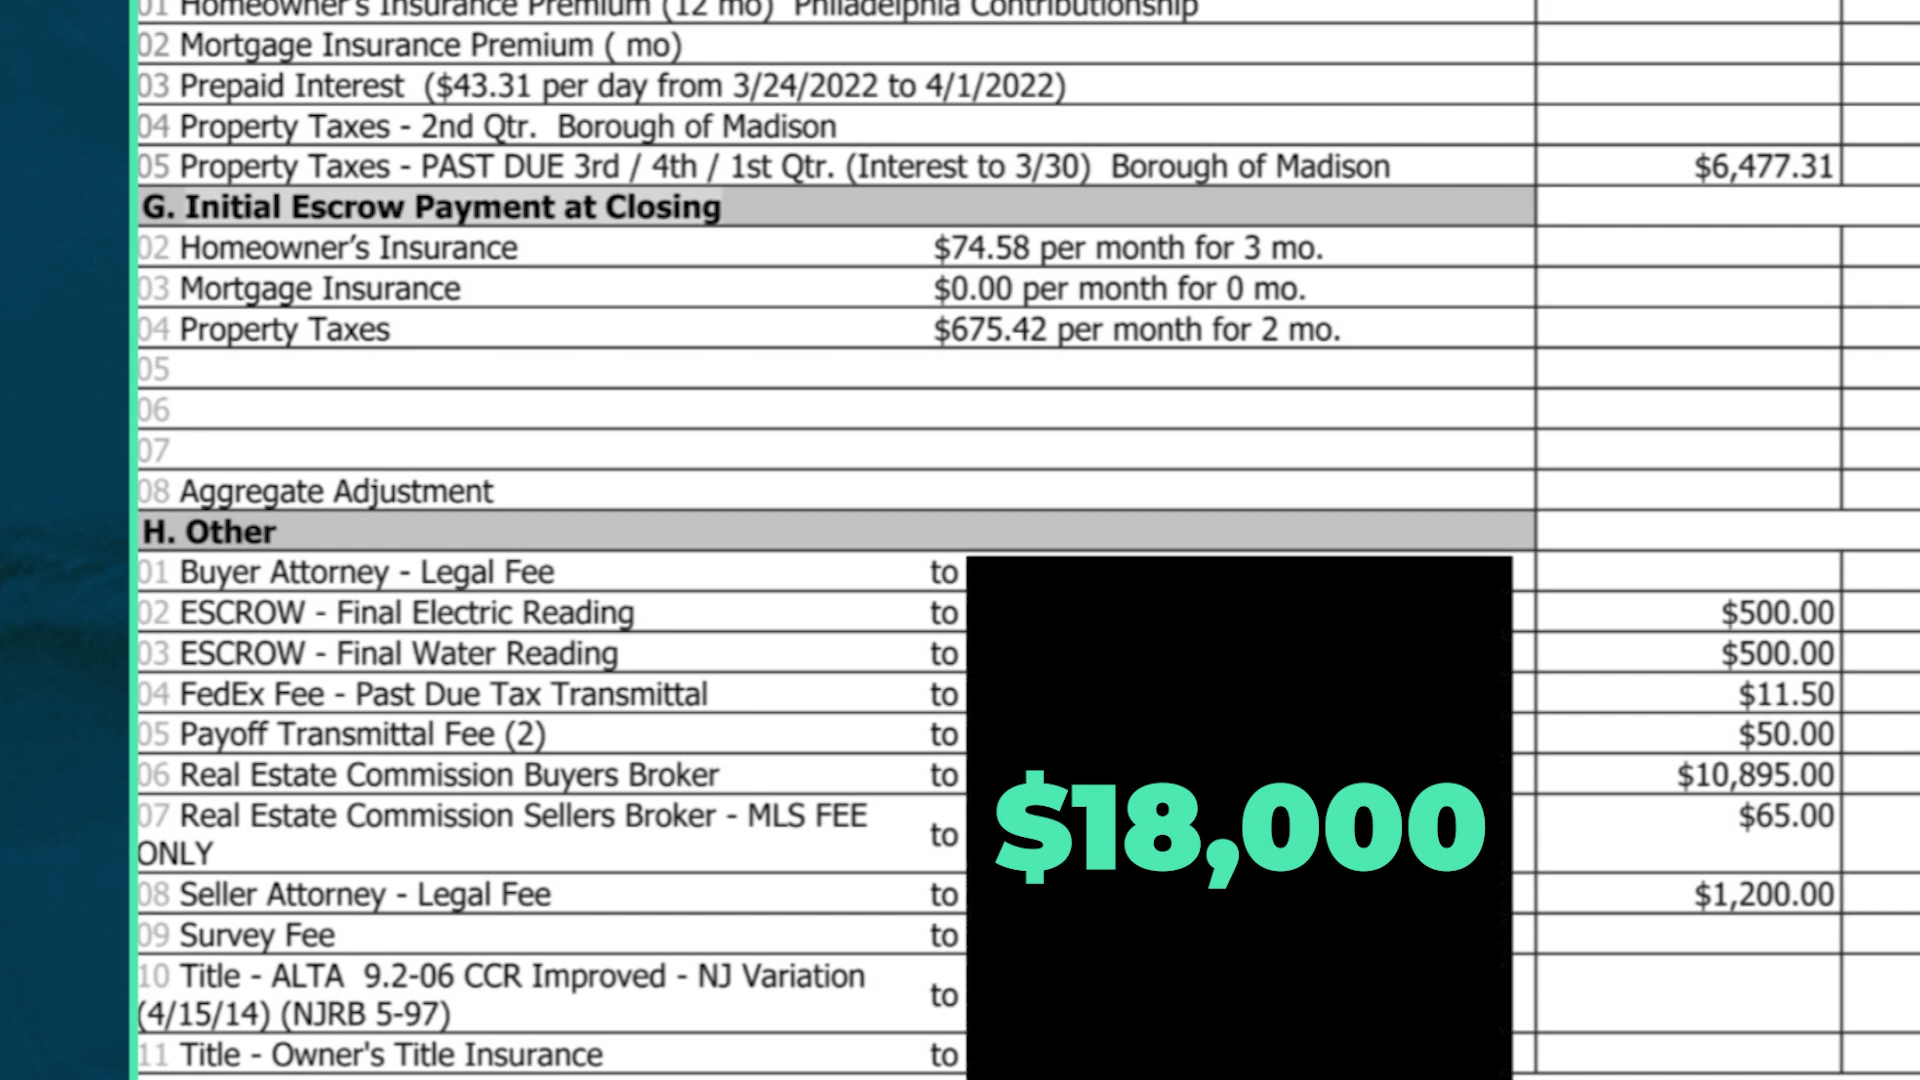 01 Homeowner's Insurance Premium (12 mo) Philadelphia Contributionship
02 Mortgage Insurance Premium ( mo)
03 Prepaid Interest ($43.31 per day from 3/24/2022 to 4/1/2022)
04 Property Taxes - 2nd Qtr. Borough of Madison
05 Property Taxes - PAST DUE 3rd / 4th / 1st Qtr. (Interest to 3/30) Borough of Madison $6,477.31
G. Initial Escrow Payment at Closing
02 Homeowner’s Insurance $74.58 per month for 3 mo.
03 Mortgage Insurance $0.00 per month for 0 mo.
04 Property Taxes $675.42 per month for 2 mo.
05
06
07
08 Aggregate Adjustment
H. Other
01 Buyer Attorney - Legal Fee to
02 ESCROW - Final Electric Reading to $500.00
03 ESCROW - Final Water Reading to $500.00
04 FedEx Fee - Past Due Tax Transmittal to $11.50
05 Payoff Transmittal Fee (2) to $50.00
06 Real Estate Commission Buyers Broker to $10,895.00
07 Real Estate Commission Sellers Broker - MLS FEE
ONLY to $65.00
$18,000
08 Seller Attorney - Legal Fee to $1,200.00
09 Survey Fee to
10 Title - ALTA 9.2-06 CCR Improved - NJ Variation
(4/15/14) (NJRB 5-97) to
11 Title - Owner's Title Insurance to